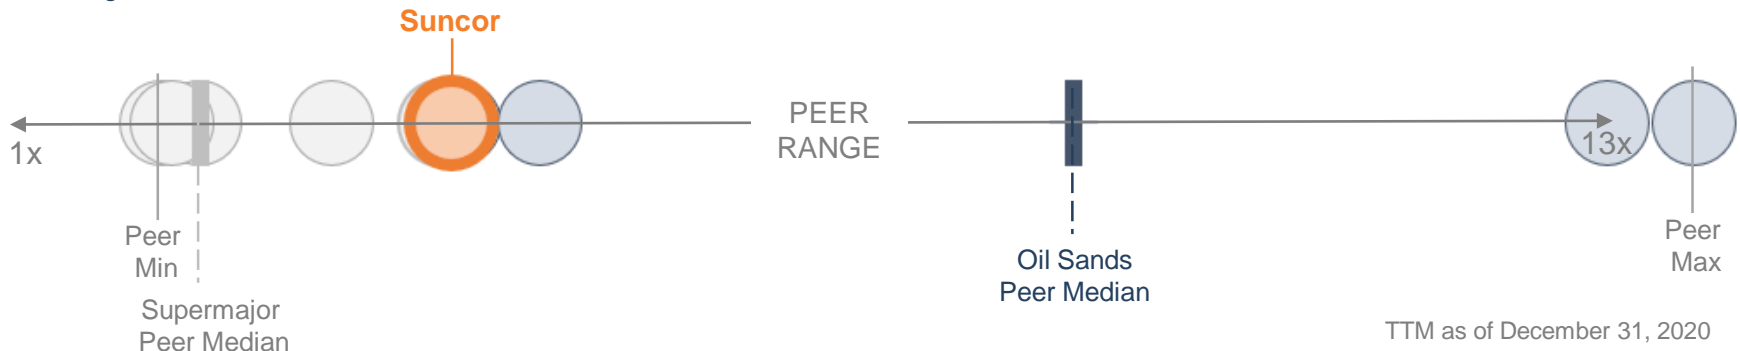 Suncor
PEER
RANGE
1x
13x
Peer
Min
Supermajor
Peer Median
Oil Sands
Peer Median
Peer
Max
TTM as of December 31, 2020